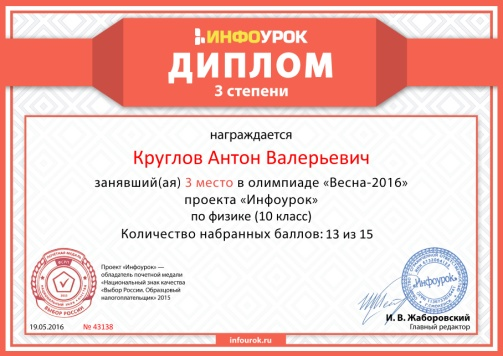 ИНФОУРОК
ДИПЛОМ
3 степени
награждается
Круглов Антон Валерьевич
занявший(ая) 3 место в олимпиаде «Весна-2016»
проекта «Инфоурок»
по физике (10 класс)
Количество набранных баллов: 13 из 15
Проект «Инфоурок» —
обладатель почетной медали
«Национальный знак качества
«Выбор России. Образцовый
налогоплательщик» 2015
«Инфоурок»
И. В. Жаборовский
Главный редактор
19.05.2016 № 43138
infourok.ru